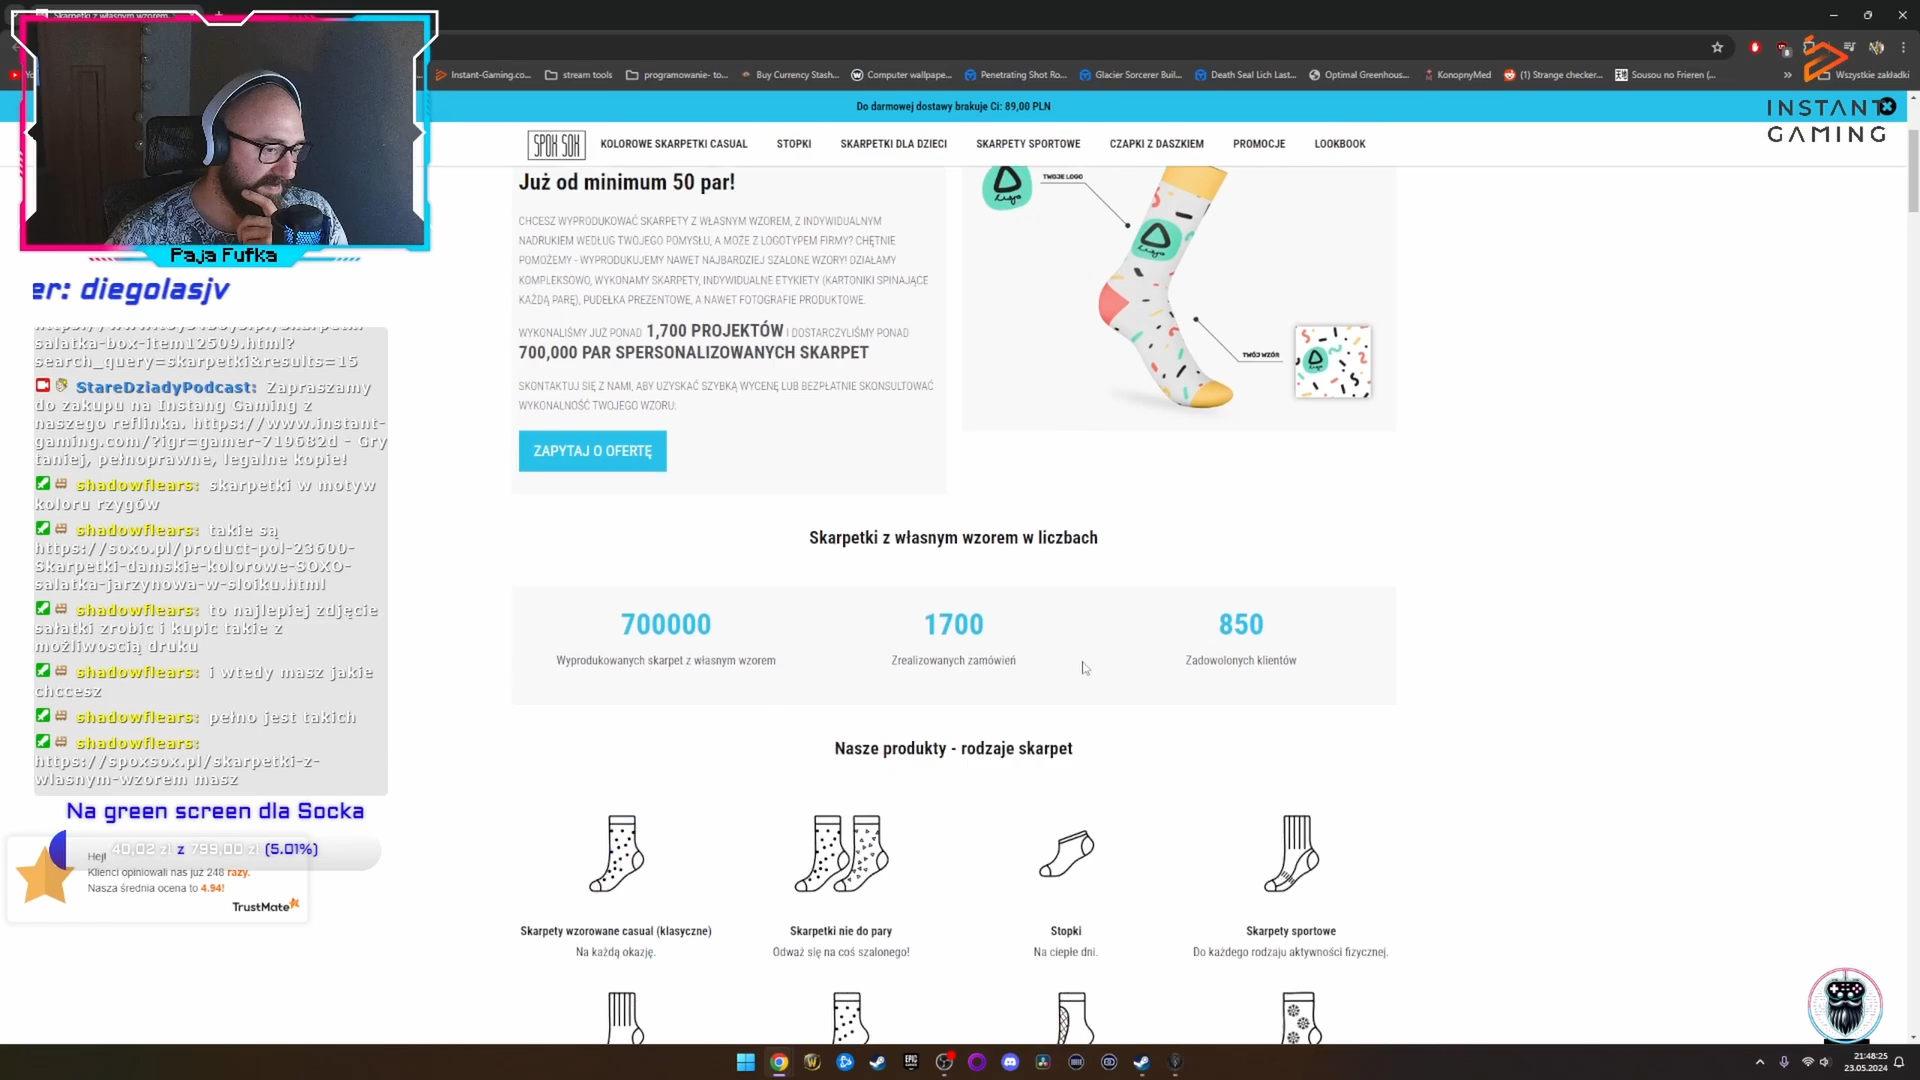 Skarpetki z własnym wzorem
Instant-Gaming.co...
stream tools
programowanie- to...
Buy Currency Stash...
Computer wallpape...
Penetrating Shot Ro...
Glacier Sorcerer Buil...
Death Seal Lich Last...
Optimal Greenhous...
KonopnyMed
(1) Strange checker...
Sousou no Frieren (...
»
Wszystkie zakładki
Do darmowej dostawy brakuje Ci: 89,00 PLN
INSTANT
GAMING
SPOX SOX
KOLOROWE SKARPETKI CASUAL
STOPKI
SKARPETKI DLA DZIECI
SKARPETY SPORTOWE
CZAPKI Z DASZKIEM
PROMOCJE
LOOKBOOK
Paja Fufka
er: diegolasjv
Już od minimum 50 par!
CHCESZ WYPRODUKOWAĆ SKARPETY Z WŁASNYM WZOREM, Z INDYWIDUALNYM
NADRUKIEM WEDŁUG TWOJEGO POMYSŁU, A MOŻE Z LOGOTYPEM FIRMY? CHĘTNIE
POMOŻEMY - WYPRODUKUJEMY NAWET NAJBARDZIEJ SZALONE WZORY! DZIAŁAMY
KOMPLEKSOWO, WYKONAMY SKARPETY, INDYWIDUALNE ETYKIETY (KARTONIKI SPINAJĄCE
KAŻDĄ PARĘ), PUDEŁKA PREZENTOWE, A NAWET FOTOGRAFIE PRODUKTOWE.
WYKONALIŚMY JUŻ PONAD 1,700 PROJEKTÓW I DOSTARCZYLIŚMY PONAD
700,000 PAR SPERSONALIZOWANYCH SKARPET
SKONTAKTUJ SIĘ Z NAMI, ABY UZYSKAĆ SZYBKĄ WYCENĘ LUB BEZPŁATNIE SKONSULTOWAĆ
WYKONALNOŚĆ TWOJEGO WZORU:
ZAPYTAJ O OFERTĘ
TWOJE LOGO
Logo
Logo
TWÓJ WZÓR
salatka-box-item12509.html?
search_query=skarpetki&results=15
StareDziadyPodcast: Zapraszamy
do zakupu na Instang Gaming z
naszego reflinka. https://www.instant-
gaming.com/?igr=gamer-719682d - Gry
taniej, pełnoprawne, legalne kopie!
shadowflears: skarpetki w motyw
koloru rzygów
shadowflears: takie są
https://soxo.pl/product-pol-23600-
Skarpetki-damskie-kolorowe-SOXO-
salatka-jarzynowa-w-sloiku.html
shadowflears: to najlepiej zdjęcie
sałatki zrobic i kupic takie z
możliwoscią druku
shadowflears: i wtedy masz jakie
chccesz
shadowflears: pełno jest takich
shadowflears:
https://spoxsox.pl/skarpetki-z-
wlasnym-wzorem masz
Na green screen dla Socka
40,02 zł z 799,00 zł (5.01%)
Hej!
Klienci opiniowali nas już 248 razy.
Nasza średnia ocena to 4.94!
TrustMate
Skarpetki z własnym wzorem w liczbach
700000
Wyprodukowanych skarpet z własnym wzorem
1700
Zrealizowanych zamówień
850
Zadowolonych klientów
Nasze produkty - rodzaje skarpet
Skarpety wzorowane casual (klasyczne)
Na każdą okazję.
Skarpetki nie do pary
Odważ się na coś szalonego!
Stopki
Na ciepłe dni.
Skarpety sportowe
Do każdego rodzaju aktywności fizycznej.
EPIC
21:48:25
23.05.2024